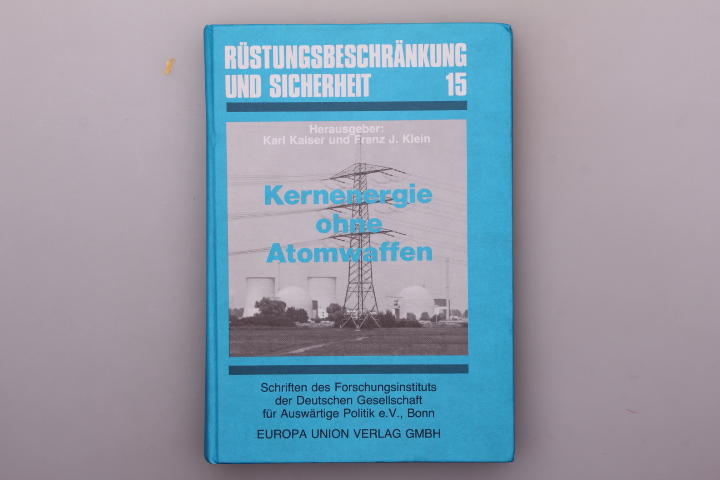 RÜSTUNGSBESCHRÄNKUNG
UND SICHERHEIT 15
Herausgeber:
Karl Kaiser und Franz J. Klein
Kernenergie
ohne
Atomwaffen
Schriften des Forschungsinstituts
der Deutschen Gesellschaft
für Auswärtige Politik e.V., Bonn
EUROPA UNION VERLAG GMBH